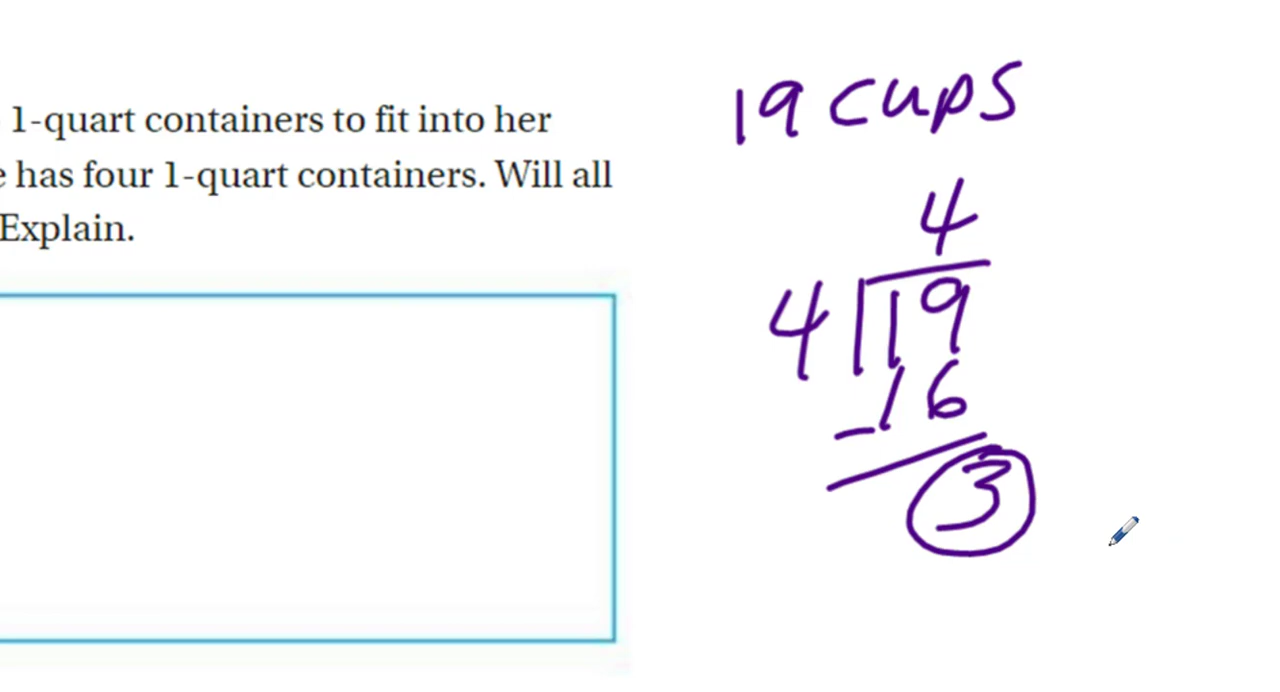 1-quart containers to fit into her
has four 1-quart containers. Will all
Explain.
19 cups
4
4 19
-16
3